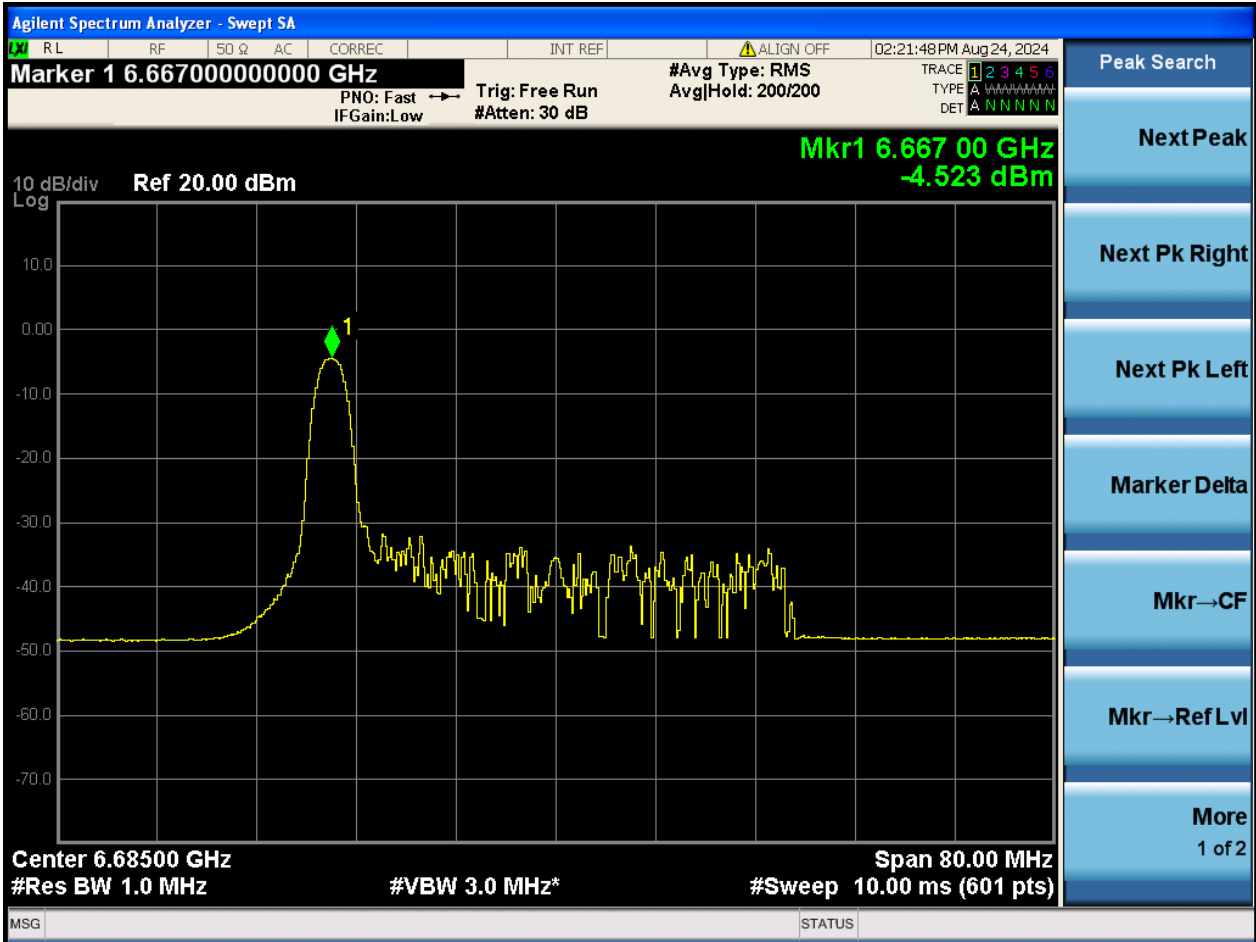 Agilent Spectrum Analyzer - Swept SA
LXI RL RF 50 Ω AC CORREC INT REF ALIGN OFF 02:21:48 PM Aug 24, 2024
Marker 1 6.667000000000 GHz
PNO: Fast
IFGain:Low
Trig: Free Run
#Atten: 30 dB
#Avg Type: RMS
Avg|Hold: 200/200
TRACE 1 2 3 4 5 6
TYPE A WWWWW
DET A N N N N N
Mkr1 6.667 00 GHz
-4.523 dBm
10 dB/div Ref 20.00 dBm
Log
10.0
0.00
-10.0
-20.0
-30.0
-40.0
-50.0
-60.0
-70.0
1
Center 6.68500 GHz Span 80.00 MHz
#Res BW 1.0 MHz #VBW 3.0 MHz* #Sweep 10.00 ms (601 pts)
MSG STATUS
Peak Search
Next Peak
Next Pk Right
Next Pk Left
Marker Delta
Mkr→CF
Mkr→Ref Lvl
More
1 of 2